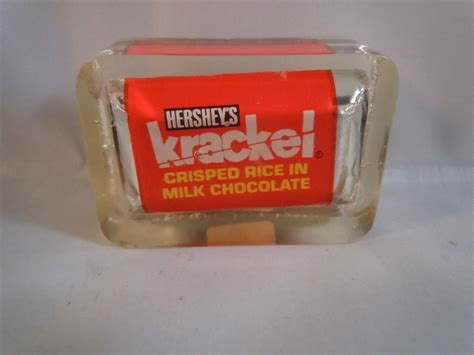 HERSHEY'S
krackel®
CRISPED RICE IN
MILK CHOCOLATE